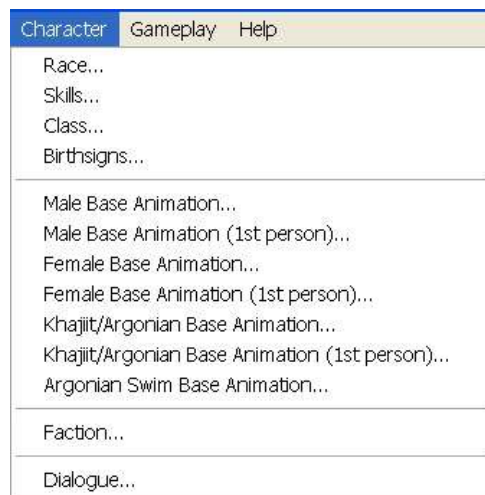 Character Gameplay Help
Race...
Skills...
Class...
Birthsigns...
Male Base Animation...
Male Base Animation (1st person)...
Female Base Animation...
Female Base Animation (1st person)...
Khajiit/Argonian Base Animation...
Khajiit/Argonian Base Animation (1st person)...
Argonian Swim Base Animation...
Faction...
Dialogue...